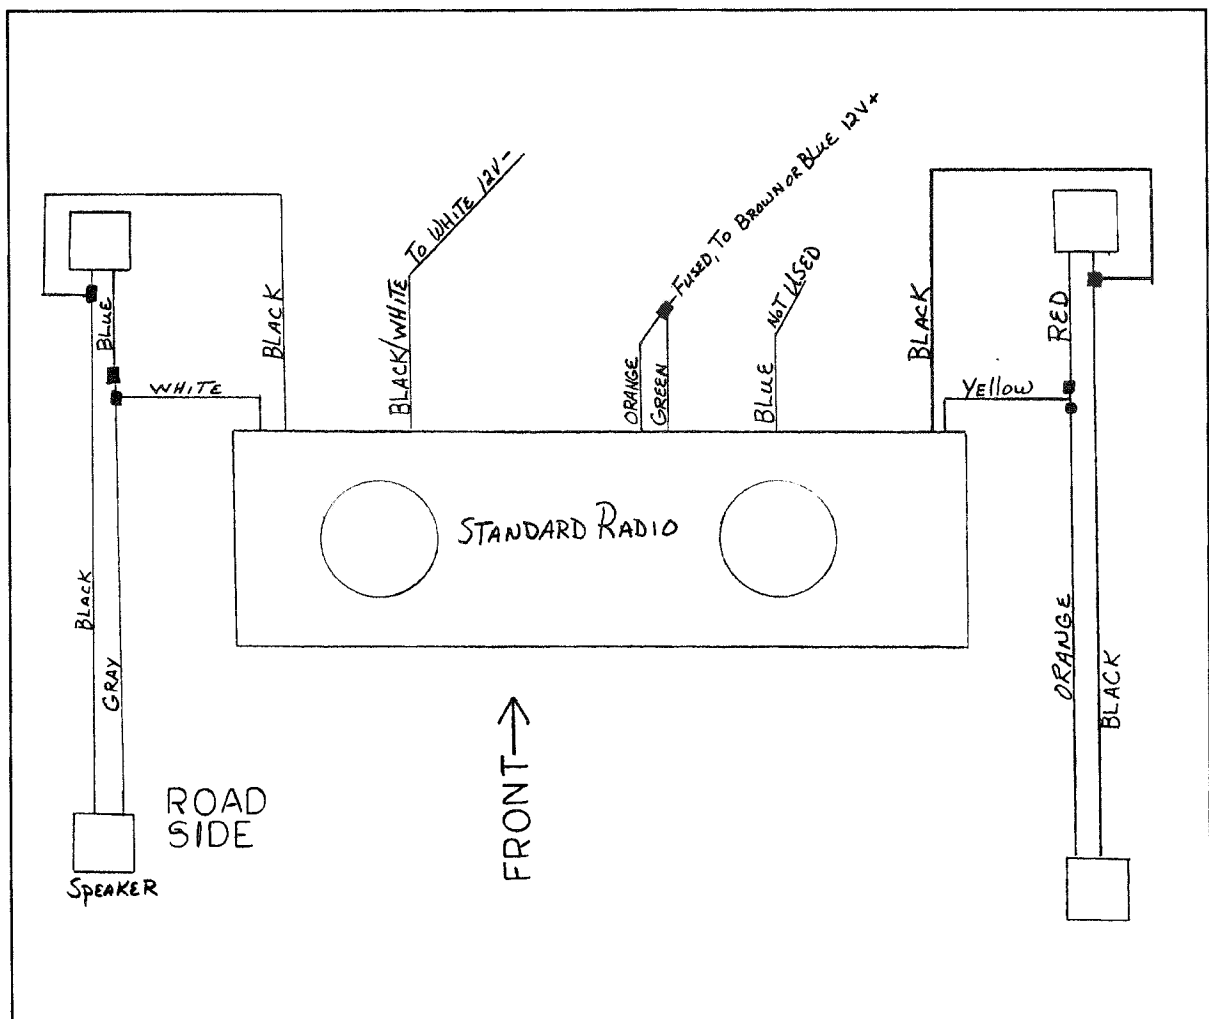 To WHITE 12V-
FUSED, TO BROWN OR BLUE 12V+
NOT USED
BLUE
BLACK
BLACK/WHITE
ORANGE
GREEN
BLUE
BLACK
RED
WHITE
Yellow
STANDARD RADIO
BLACK
GRAY
ORANGE
BLACK
FRONT
ROAD
SIDE
SPEAKER